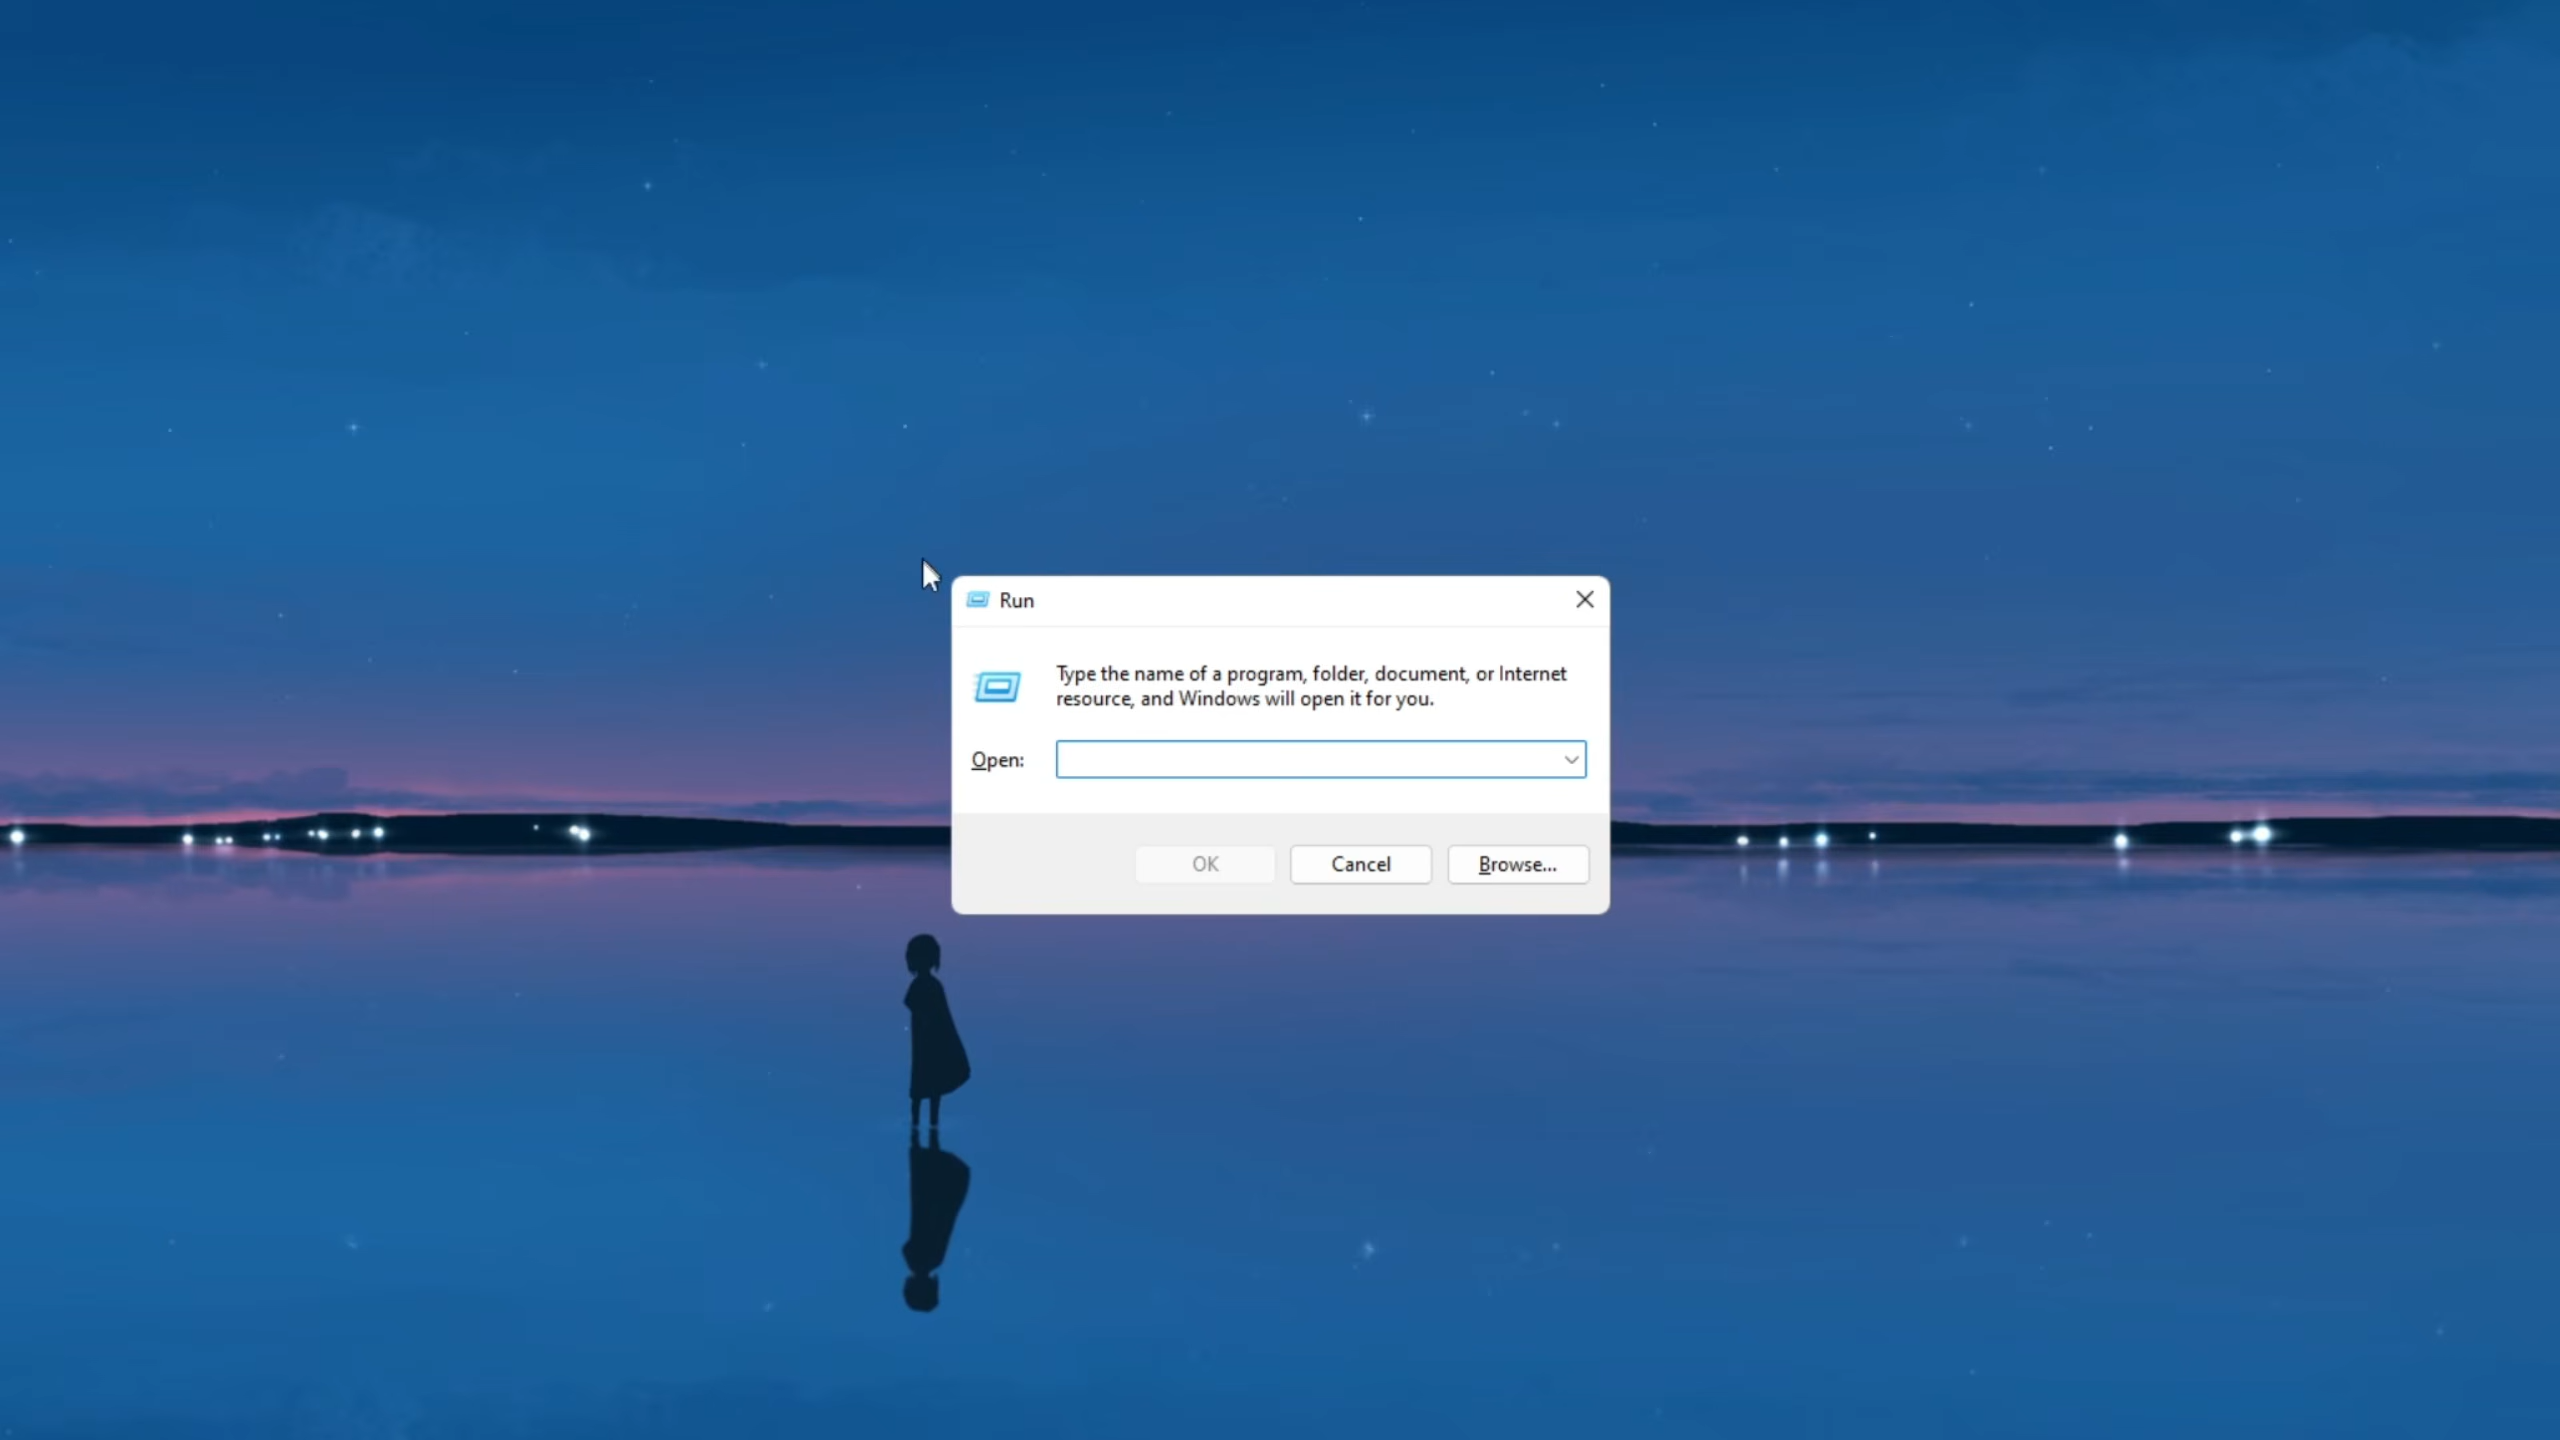 Run
Type the name of a program, folder, document, or Internet
resource, and Windows will open it for you.
Open:
OK
Cancel
Browse...